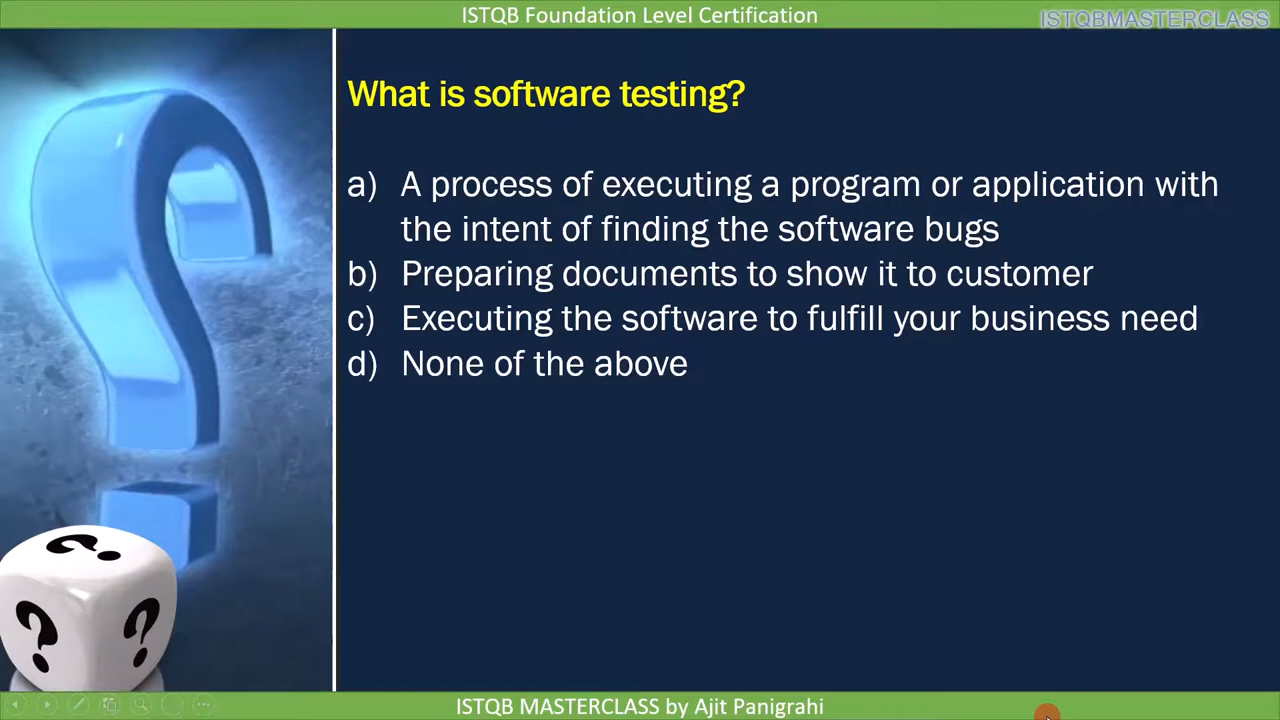 ISTQB Foundation Level Certification
ISTQBMASTERCLASS
What is software testing?
a) A process of executing a program or application with
the intent of finding the software bugs
b) Preparing documents to show it to customer
c) Executing the software to fulfill your business need
d) None of the above
ISTQB MASTERCLASS by Ajit Panigrahi